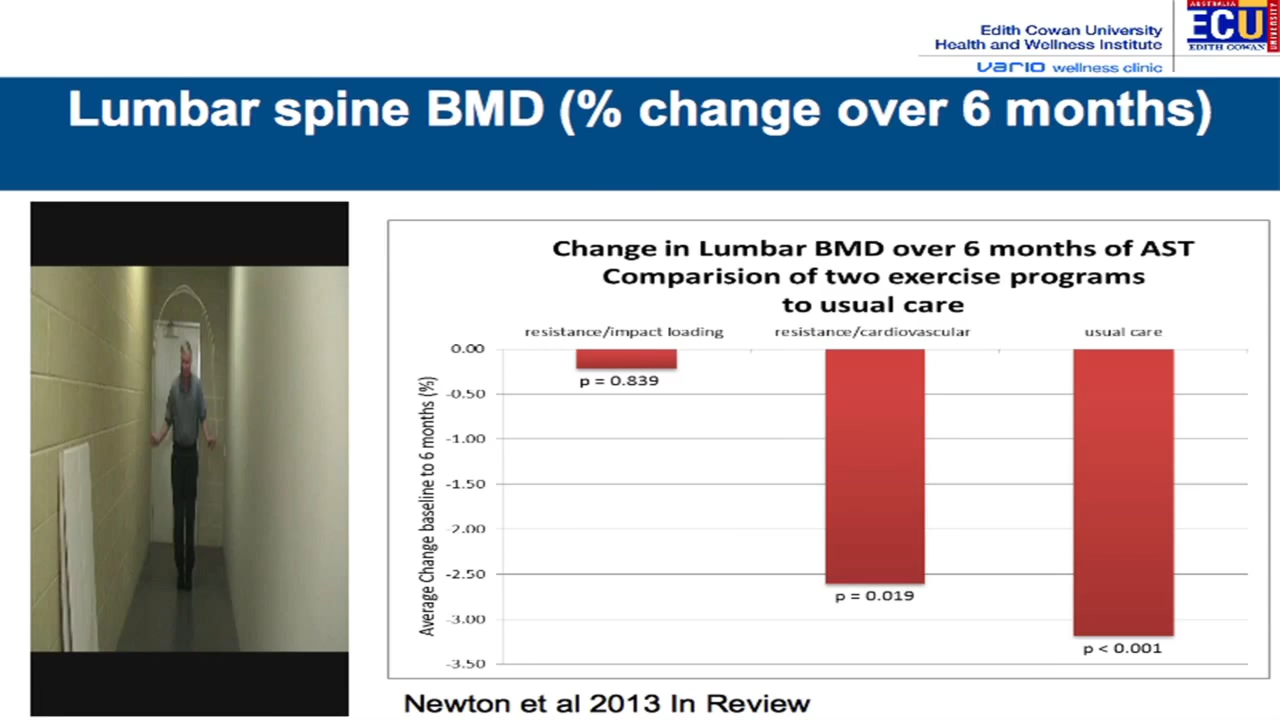 Edith Cowan University
Health and Wellness Institute
vario wellness clinic
AUSTRALIA
ECU
EDITH COWAN
UNIVERSITY
Lumbar spine BMD (% change over 6 months)
Change in Lumbar BMD over 6 months of AST
Comparision of two exercise programs
to usual care
resistance/impact loading
resistance/cardiovascular
usual care
Average Change baseline to 6 months (%)
0.00
-0.50
-1.00
-1.50
-2.00
-2.50
-3.00
-3.50
p = 0.839
p = 0.019
p < 0.001
Newton et al 2013 In Review